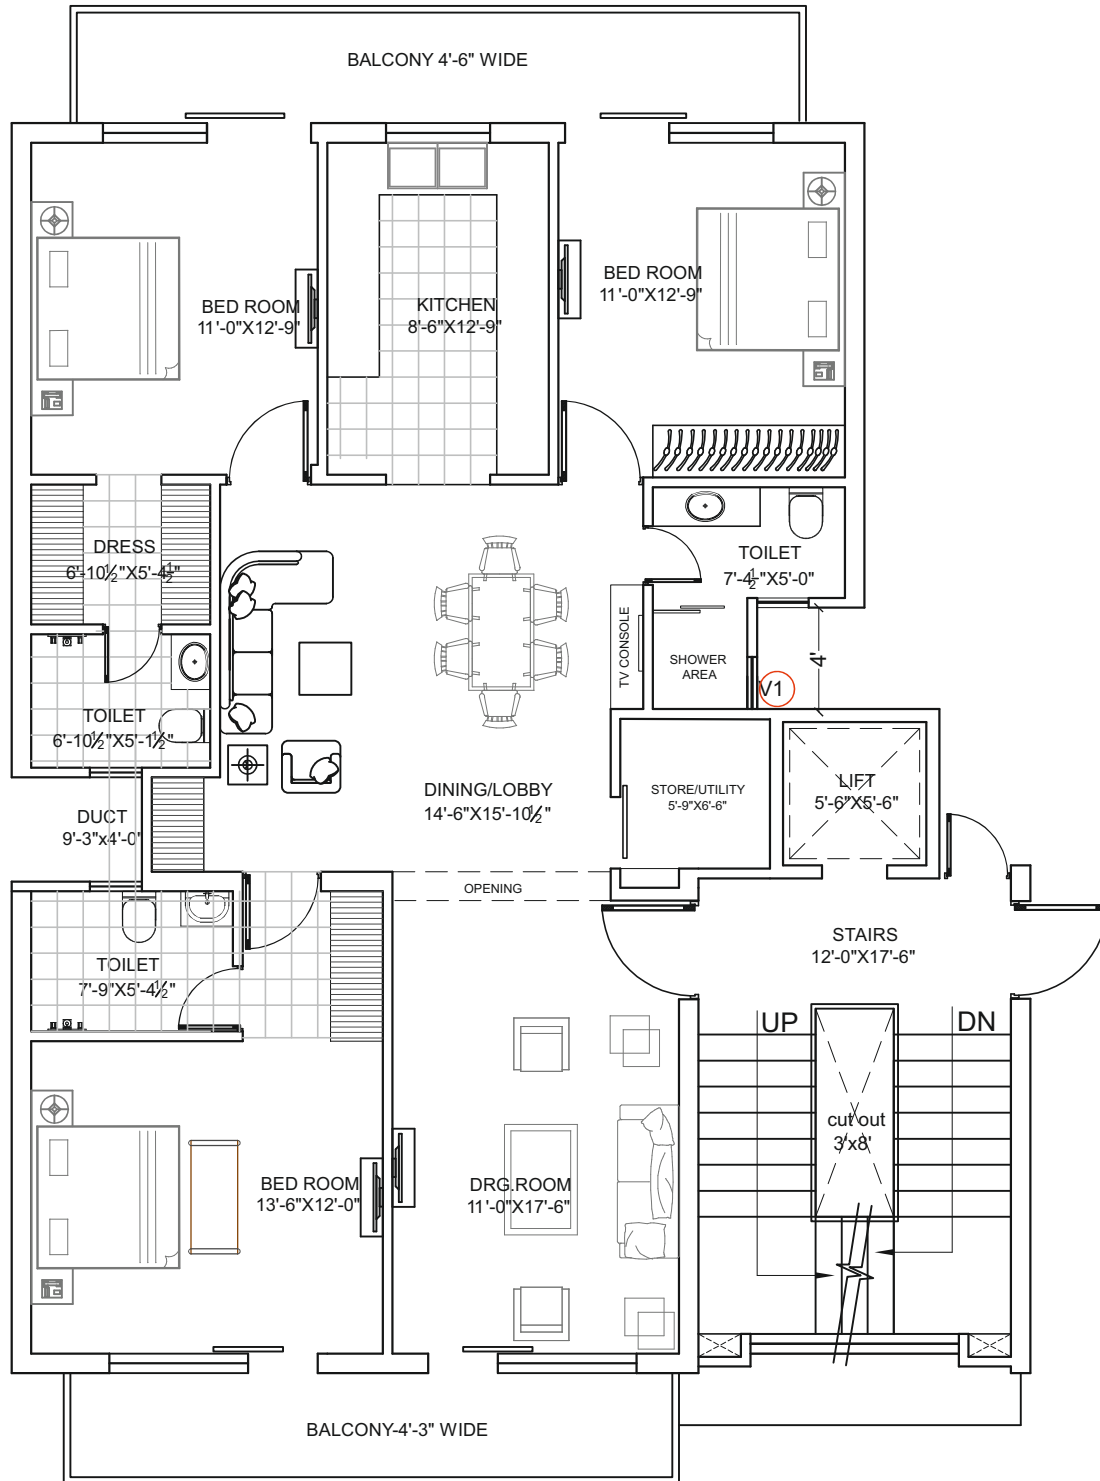 BALCONY 4'-6" WIDE
BED ROOM
11'-0"X12'-9"
KITCHEN
8'-6"X12'-9"
BED ROOM
11'-0"X12'-9"
DRESS
6'-10½"X5'-4½"
TOILET
7'-4½"X5'-0"
TV CONSOLE
SHOWER
AREA
4'
V1
TOILET
6'-10½"X5'-1½"
DINING/LOBBY
14'-6"X15'-10½"
STORE/UTILITY
5'-9"X6'-6"
LIFT
5'-6"X5'-6"
DUCT
9'-3"x4'-0"
OPENING
STAIRS
12'-0"X17'-6"
TOILET
7'-9"X5'-4½"
UP
DN
cut out
3'x8'
BED ROOM
13'-6"X12'-0"
DRG.ROOM
11'-0"X17'-6"
BALCONY-4'-3" WIDE